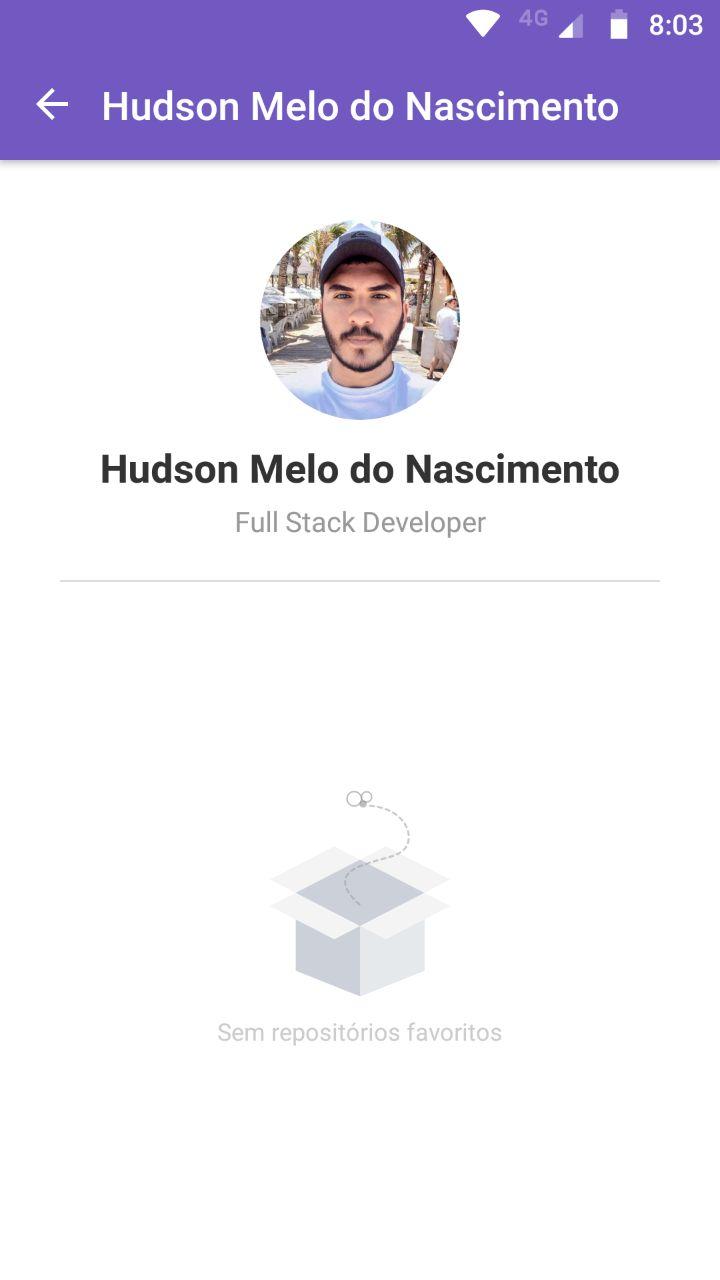 4G 8:03
Hudson Melo do Nascimento
Hudson Melo do Nascimento
Full Stack Developer
Sem repositórios favoritos